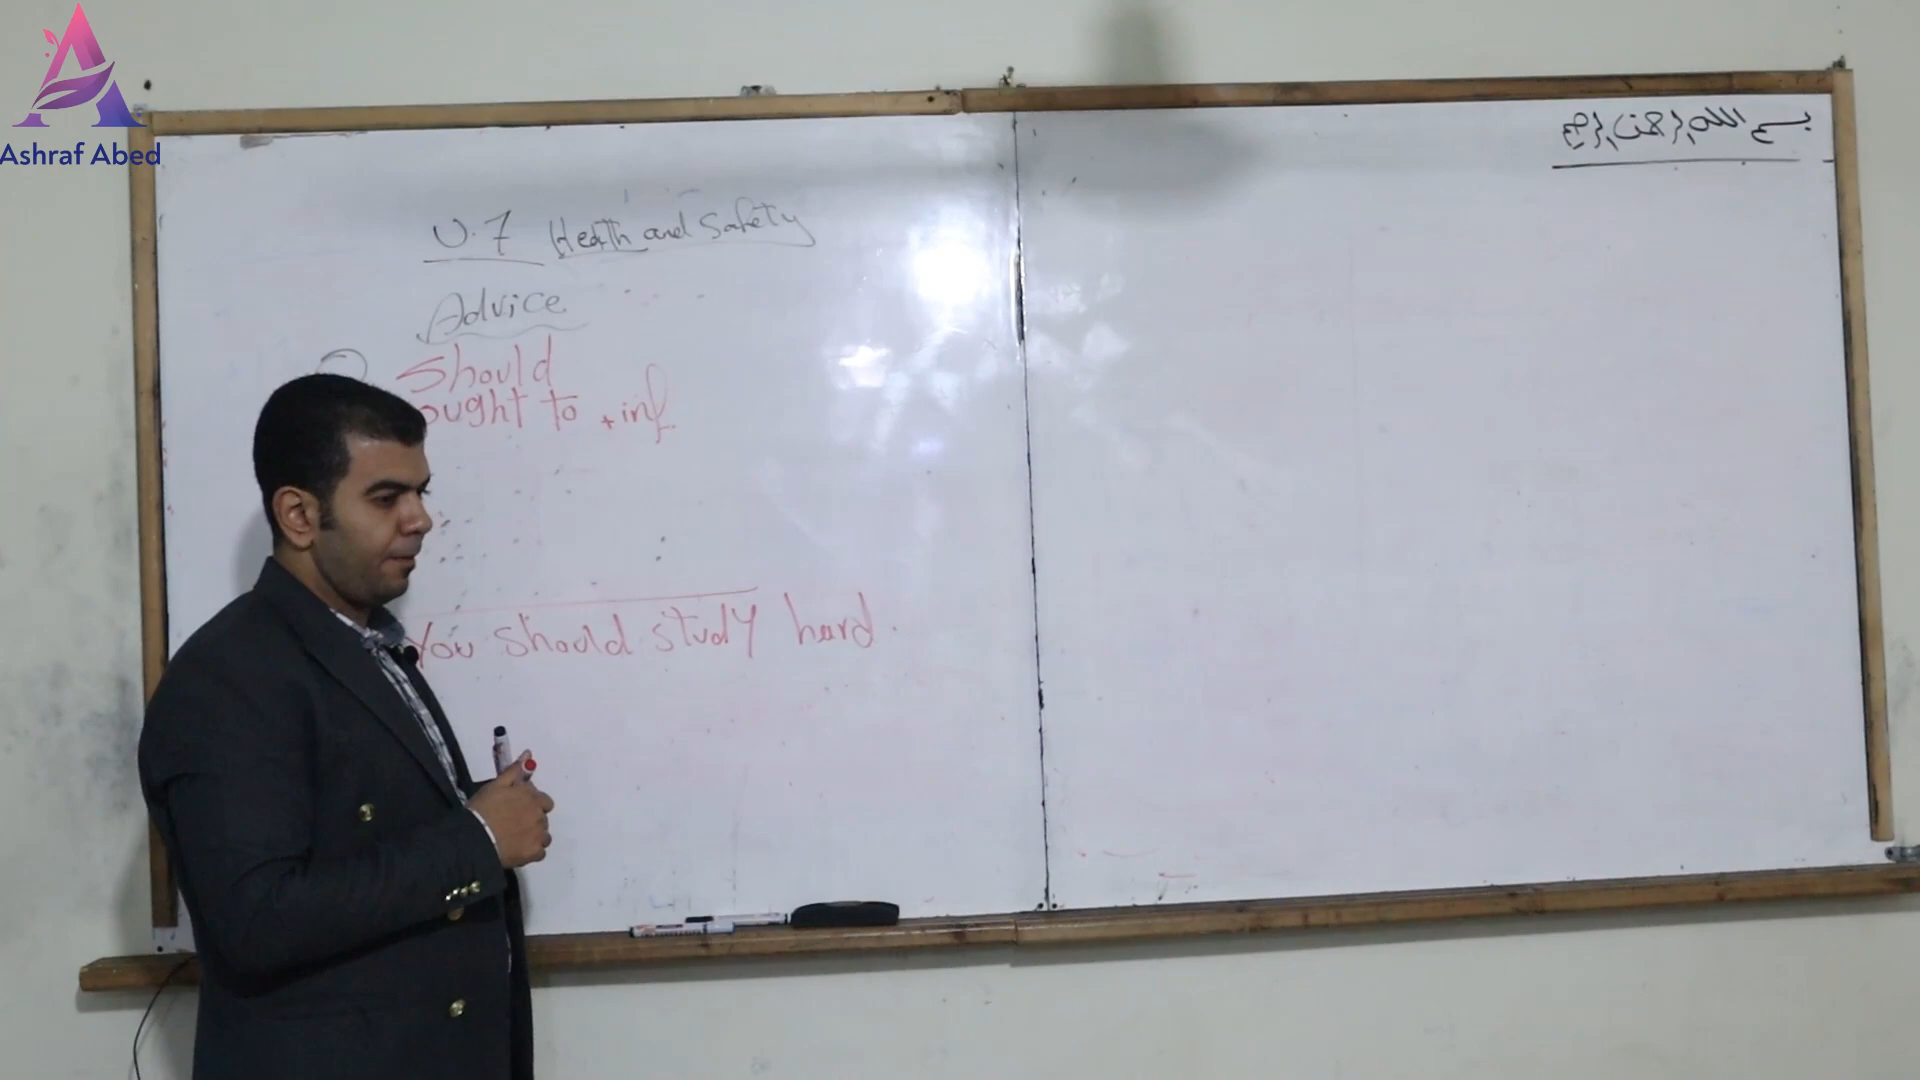 Ashraf Abed
بسم الله الرحمن الرحيم
U.7 Health and Safety
Advice
Should
ought to + inf.
You should study hard.